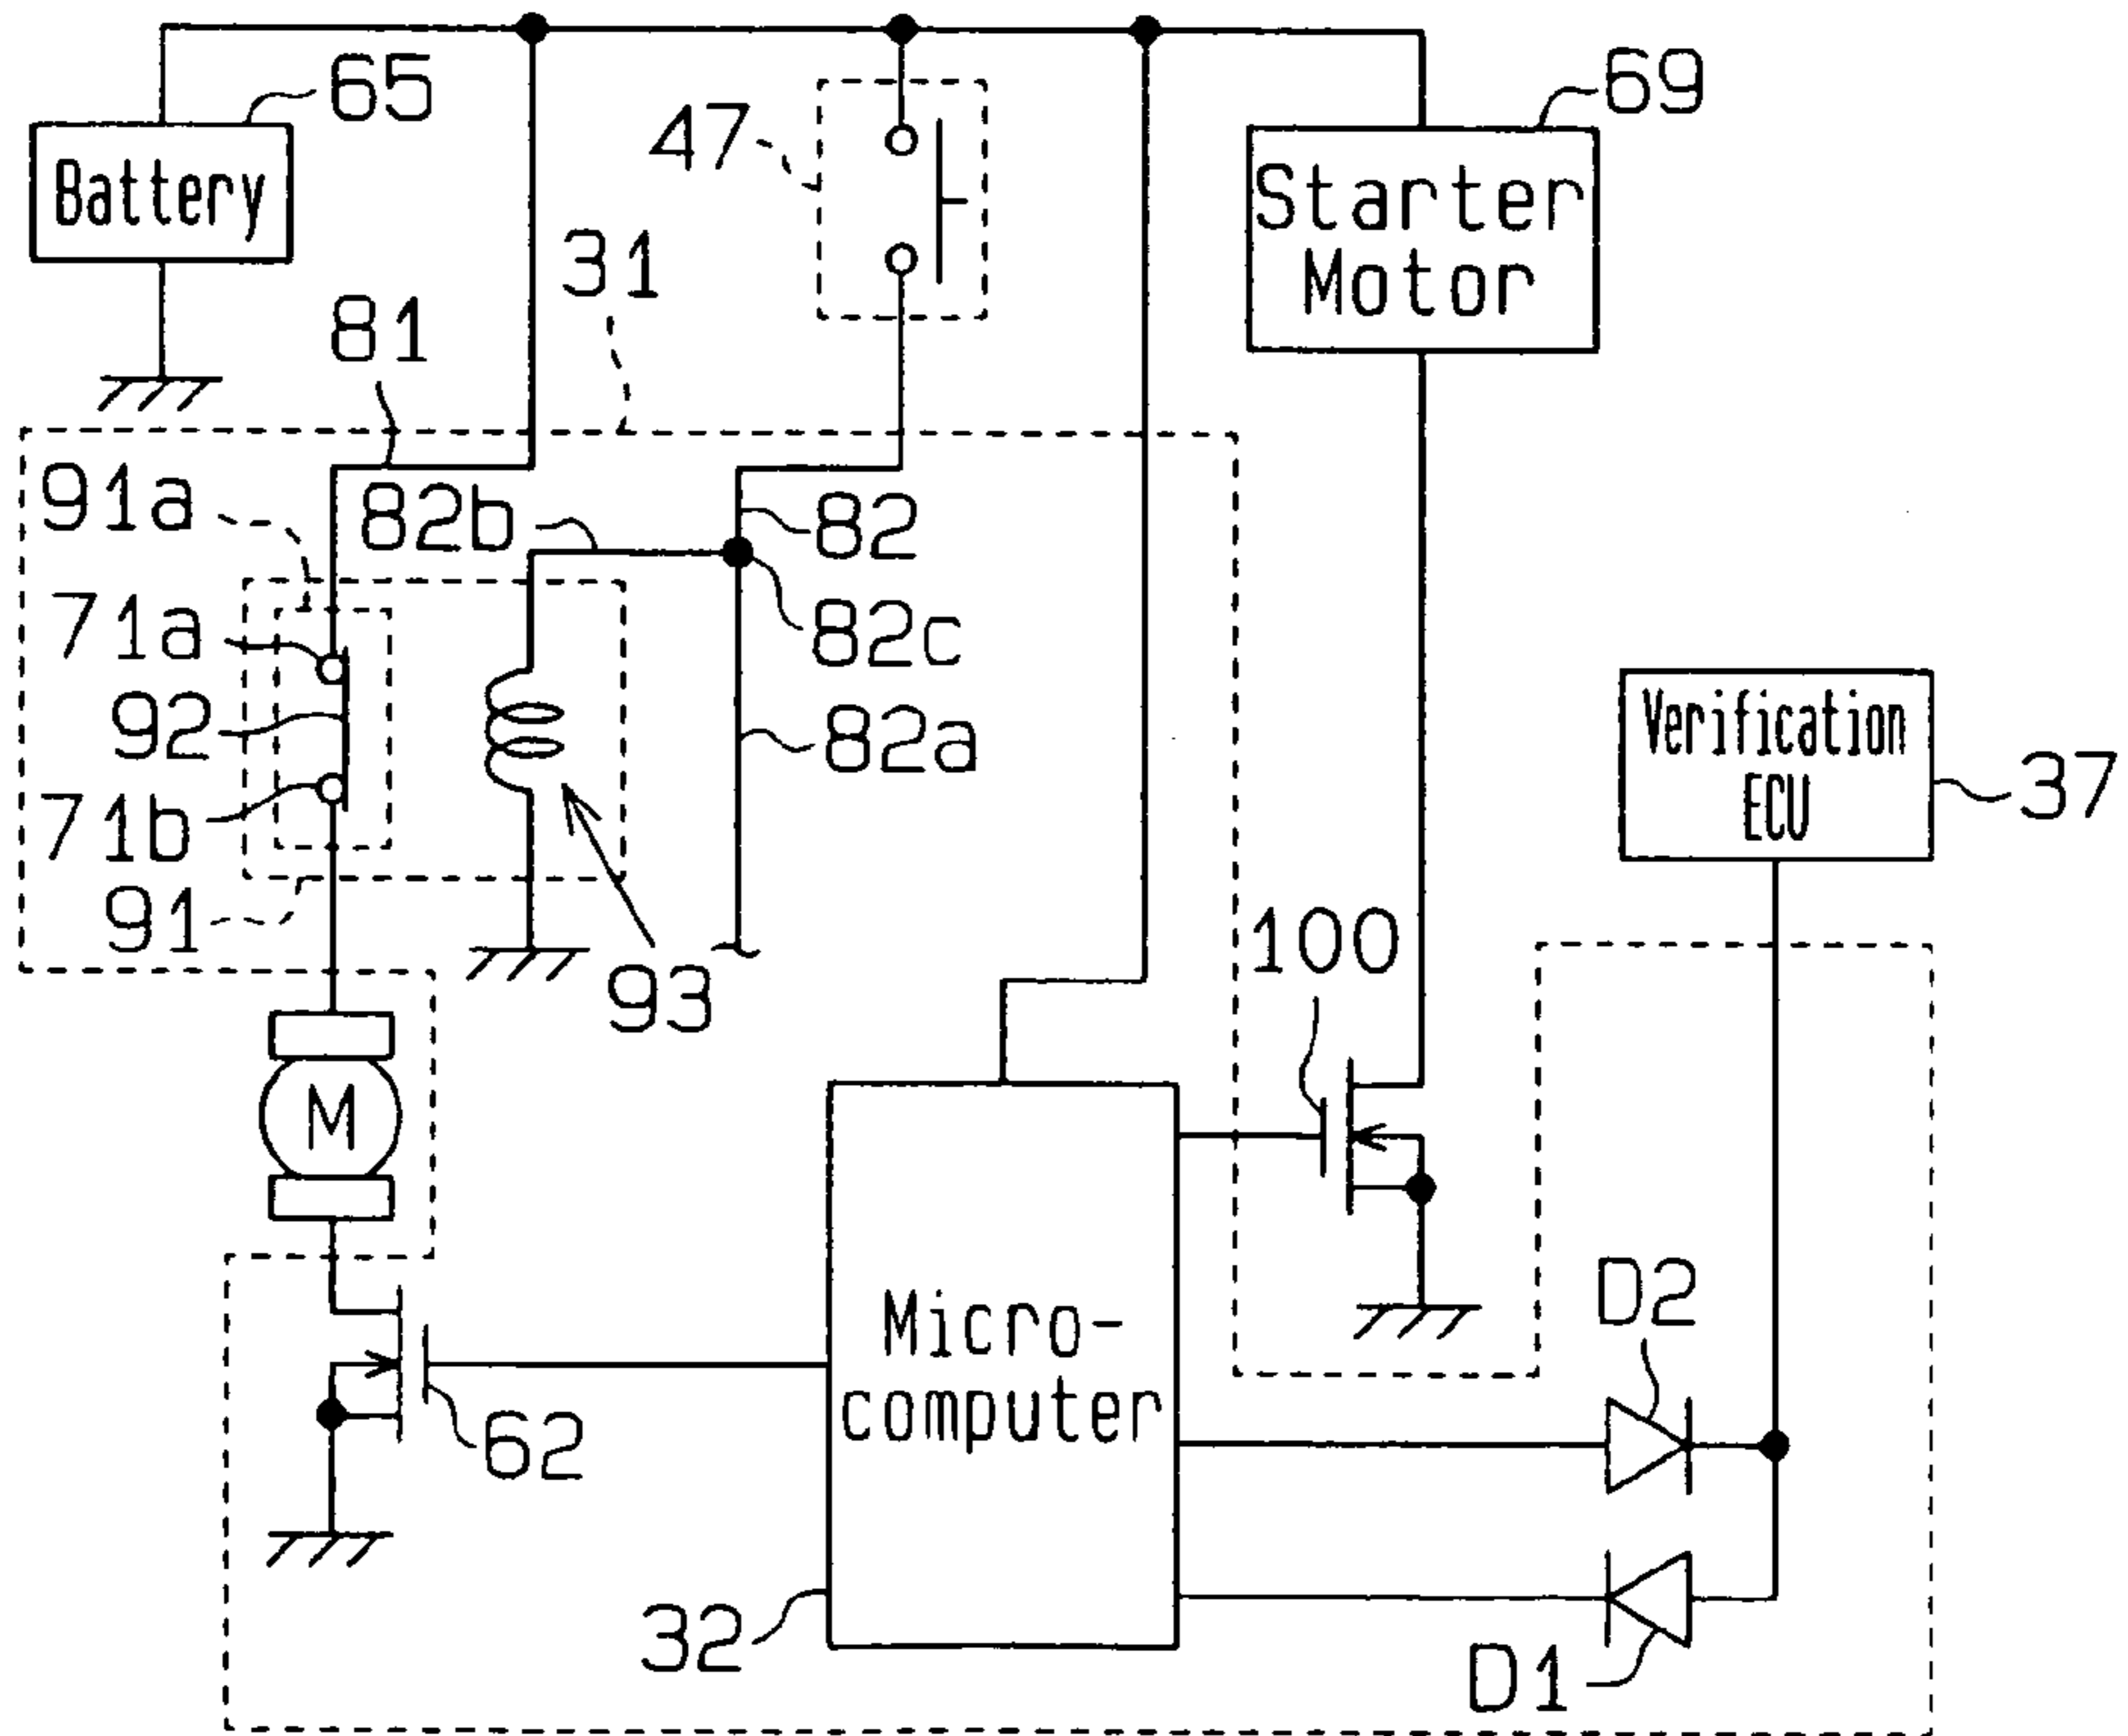 65
69
47
Battery
Starter
Motor
31
81
91a
82b
82
71a
82c
92
82a
Verification
ECU
37
71b
91
100
93
M
D2
Micro-
computer
62
32
D1